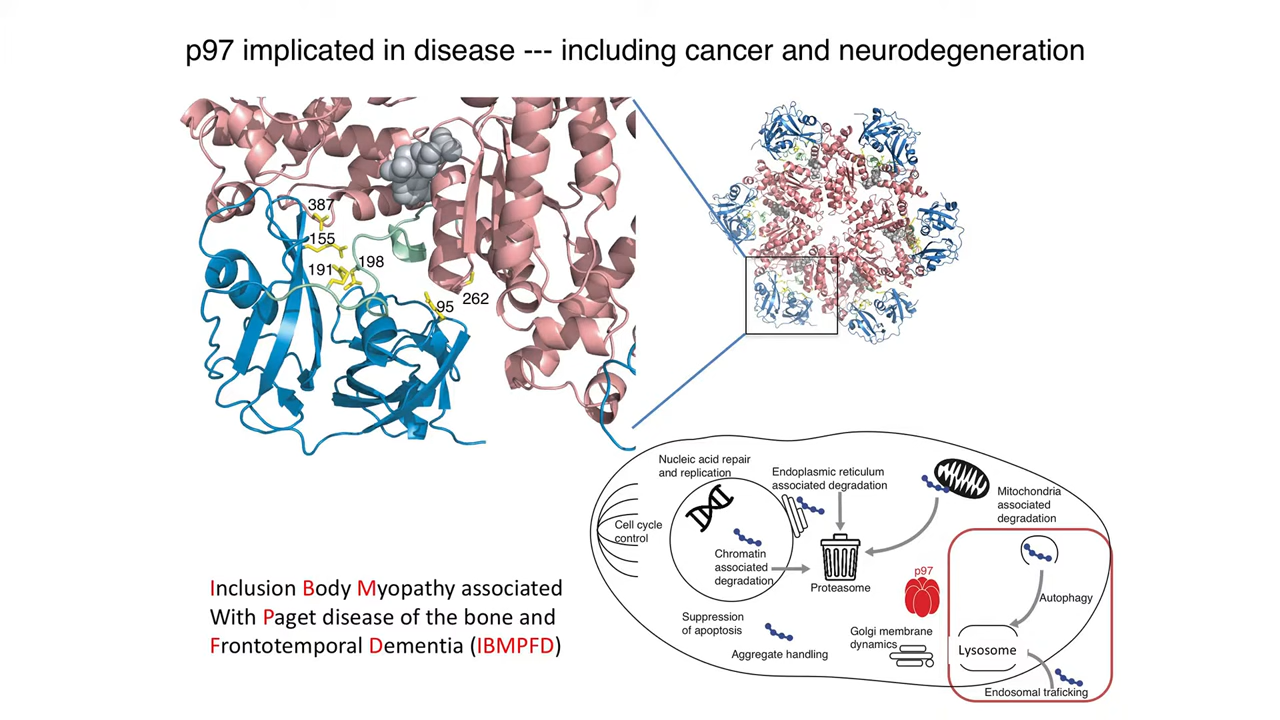 p97 implicated in disease --- including cancer and neurodegeneration
387
155
191
198
95
262
Nucleic acid repair
and replication
Endoplasmic reticulum
associated degradation
Mitochondria
associated
degradation
Cell cycle
control
Chromatin
associated
degradation
Proteasome
p97
Autophagy
Suppression
of apoptosis
Aggregate handling
Golgi membrane
dynamics
Lysosome
Endosomal traficking
Inclusion Body Myopathy associated
With Paget disease of the bone and
Frontotemporal Dementia (IBMPFD)